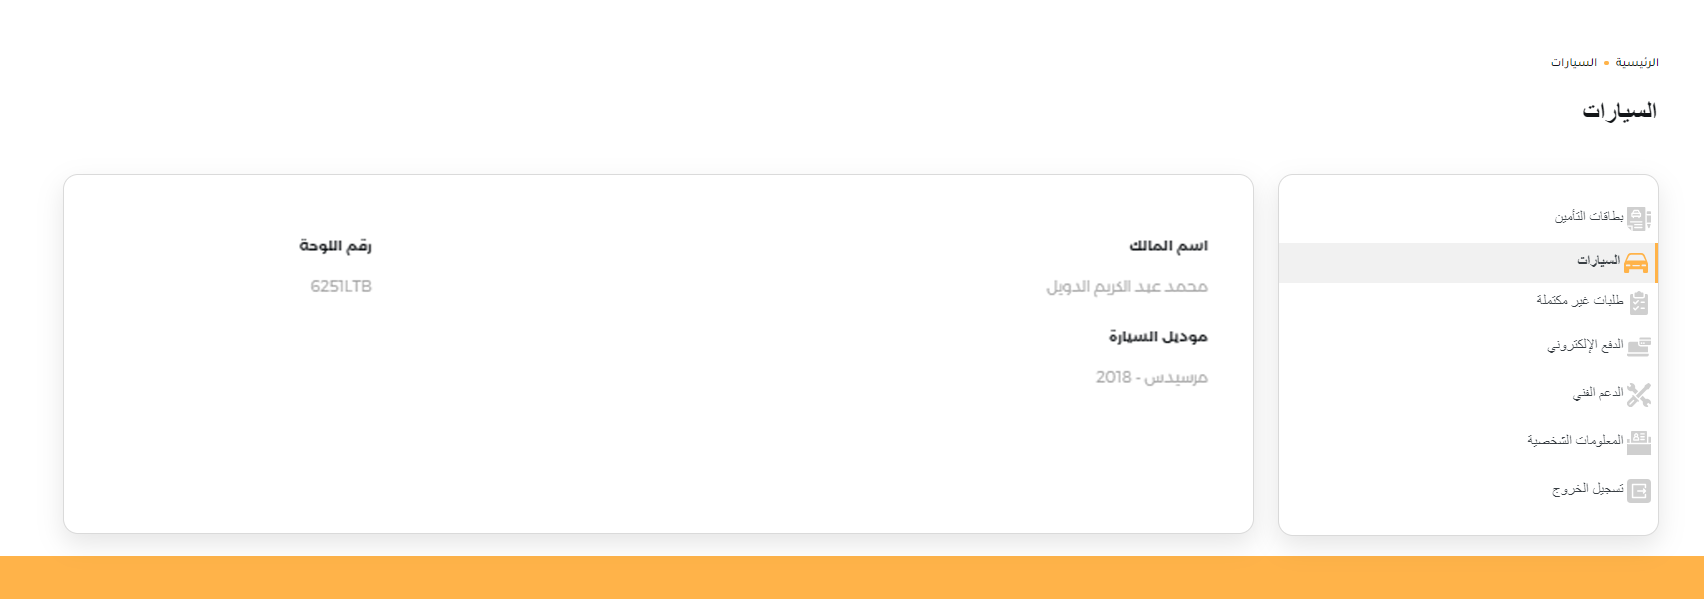 الرئيسية • السيارات
السيارات
بطاقات التأمين
السيارات
طلبات غير مكتملة
الدفع الإلكتروني
الدعم الفني
المعلومات الشخصية
تسجيل الخروج
اسم المالك
محمد عبد الكريم الدويل
موديل السيارة
مرسيدس - 2018
رقم اللوحة
6251LTB